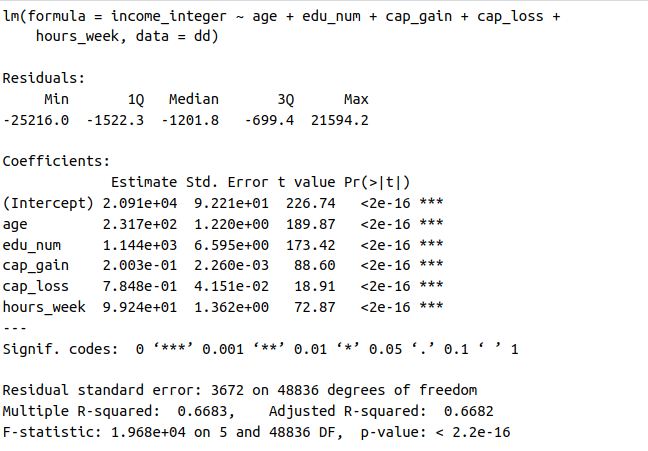 lm(formula = income_integer ~ age + edu_num + cap_gain + cap_loss +
    hours_week, data = dd)

Residuals:
     Min       1Q   Median       3Q      Max
-25216.0  -1522.3  -1201.8   -699.4  21594.2

Coefficients:
             Estimate Std. Error t value Pr(>|t|)
(Intercept) 2.091e+04  9.221e+01  226.74   <2e-16 ***
age         2.317e+02  1.220e+00  189.87   <2e-16 ***
edu_num     1.144e+03  6.595e+00  173.42   <2e-16 ***
cap_gain    2.003e-01  2.260e-03   88.60   <2e-16 ***
cap_loss    7.848e-01  4.151e-02   18.91   <2e-16 ***
hours_week  9.924e+01  1.362e+00   72.87   <2e-16 ***
---
Signif. codes:  0 ‘***’ 0.001 ‘**’ 0.01 ‘*’ 0.05 ‘.’ 0.1 ‘ ’ 1

Residual standard error: 3672 on 48836 degrees of freedom
Multiple R-squared:  0.6683,    Adjusted R-squared:  0.6682
F-statistic: 1.968e+04 on 5 and 48836 DF,  p-value: < 2.2e-16